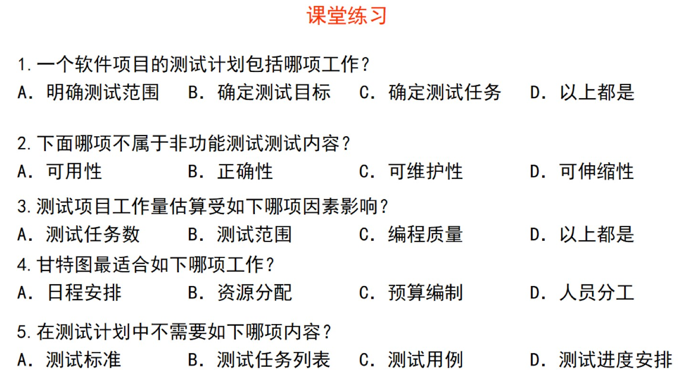 课堂练习
1.一个软件项目的测试计划包括哪项工作？
A. 明确测试范围 B. 确定测试目标 C. 确定测试任务 D. 以上都是
2.下面哪项不属于非功能测试测试内容？
A. 可用性 B. 正确性 C. 可维护性 D. 可伸缩性
3.测试项目工作量估算受如下哪项因素影响？
A. 测试任务数 B. 测试范围 C. 编程质量 D. 以上都是
4.甘特图最适合如下哪项工作？
A. 日程安排 B. 资源分配 C. 预算编制 D. 人员分工
5.在测试计划中不需要如下哪项内容？
A. 测试标准 B. 测试任务列表 C. 测试用例 D. 测试进度安排